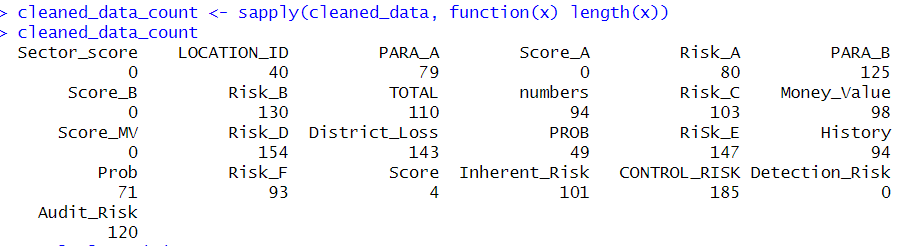 > cleaned_data_count <- sapply(cleaned_data, function(x) length(x))
> cleaned_data_count
Sector_score LOCATION_ID PARA_A Score_A Risk_A PARA_B
0 40 79 0 80 125
Score_B Risk_B TOTAL numbers Risk_C Money_Value
0 130 110 94 103 98
Score_MV Risk_D District_Loss PROB RiSk_E History
0 154 143 49 147 94
Prob Risk_F Score Inherent_Risk CONTROL_RISK Detection_Risk
71 93 4 101 185 0
Audit_Risk
120